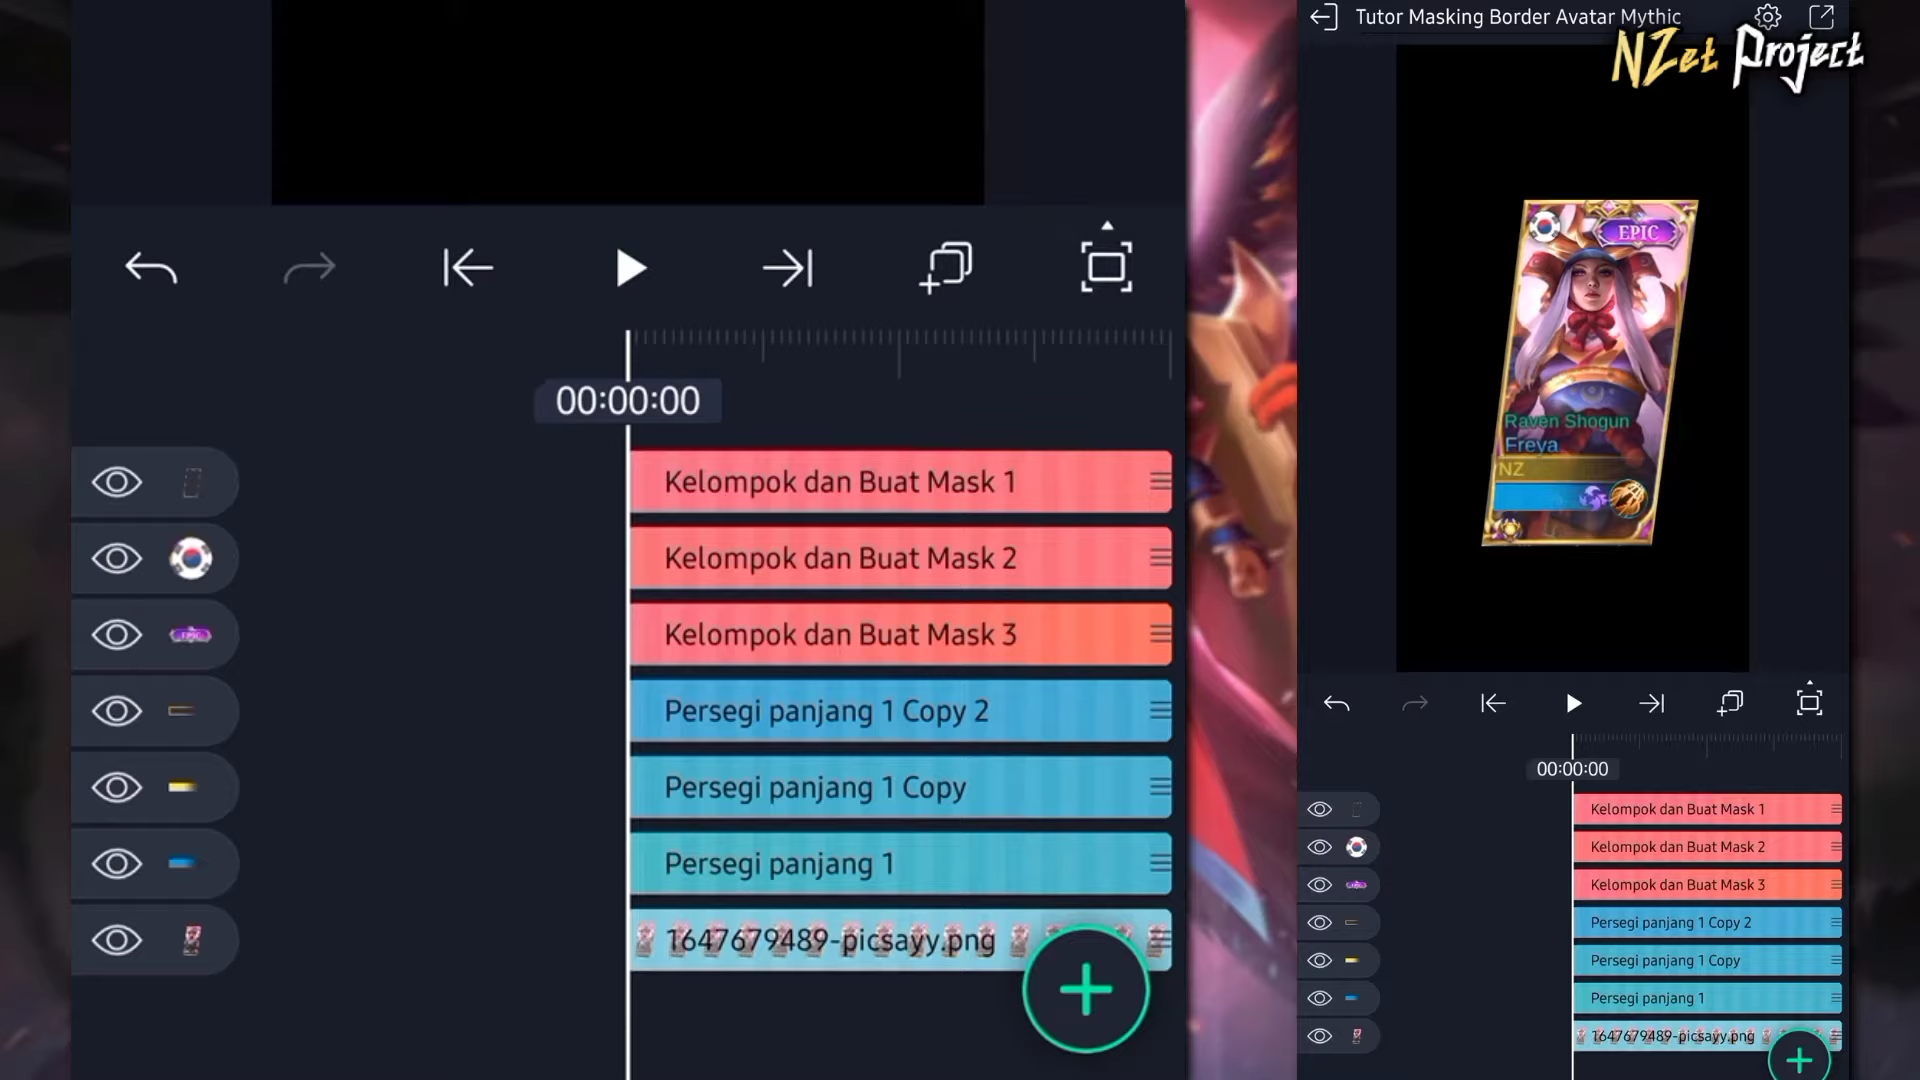 00:00:00
Kelompok dan Buat Mask 1
Kelompok dan Buat Mask 2
EPIC
Kelompok dan Buat Mask 3
Persegi panjang 1 Copy 2
Persegi panjang 1 Copy
Persegi panjang 1
1647679489-picsayy.png
Tutor Masking Border Avatar Mythic
NZet Project
EPIC
Raven Shogun
Freya
NZ
00:00:00
Kelompok dan Buat Mask 1
Kelompok dan Buat Mask 2
Kelompok dan Buat Mask 3
Persegi panjang 1 Copy 2
Persegi panjang 1 Copy
Persegi panjang 1
1647679489-picsayy.png